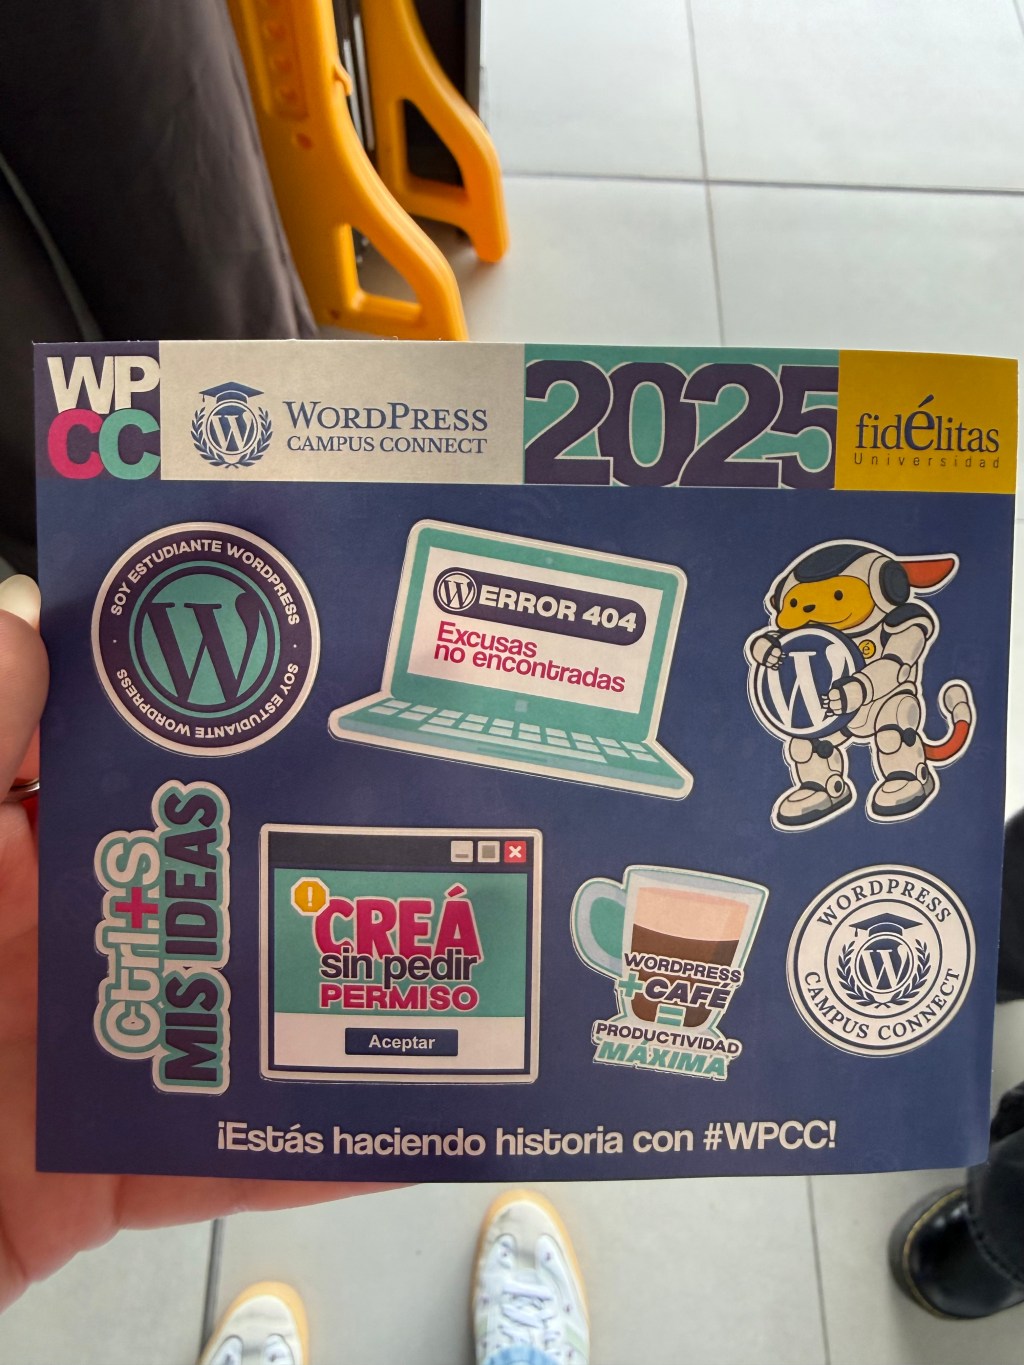 WP
CC
WORDPRESS
CAMPUS CONNECT
2025
fidélitas
Universidad
SOY ESTUDIANTE WORDPRESS · SOY ESTUDIANTE WORDPRESS ·
ERROR 404
Excusas
no encontradas
Ctrl+S
MIS IDEAS
!
CREÁ
sin pedir
PERMISO
Aceptar
WORDPRESS
+CAFÉ
=
PRODUCTIVIDAD
MÁXIMA
WORDPRESS
CAMPUS CONNECT
¡Estás haciendo historia con #WPCC!